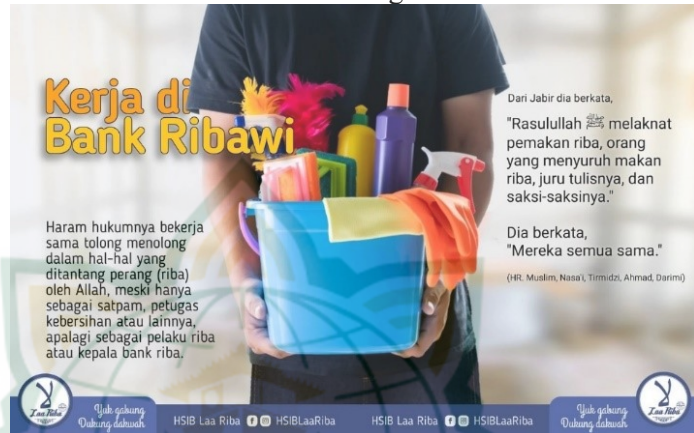 Kerja di
Bank Ribawi
Haram hukumnya bekerja
sama tolong menolong
dalam hal-hal yang
ditantang perang (riba)
oleh Allah, meski hanya
sebagai satpam, petugas
kebersihan atau lainnya,
apalagi sebagai pelaku riba
atau kepala bank riba.
Dari Jabir dia berkata,
"Rasulullah ﷺ melaknat
pemakan riba, orang
yang menyuruh makan
riba, juru tulisnya, dan
saksi-saksinya."
Dia berkata,
"Mereka semua sama."
(HR. Muslim, Nasa'i, Tirmidzi, Ahmad, Darimi)
Laa Riba
Yuk gabung
Dukung dakwah
HSIB Laa Riba HSIBLaaRiba
HSIB Laa Riba HSIBLaaRiba
Yuk gabung
Dukung dakwah
Laa Riba